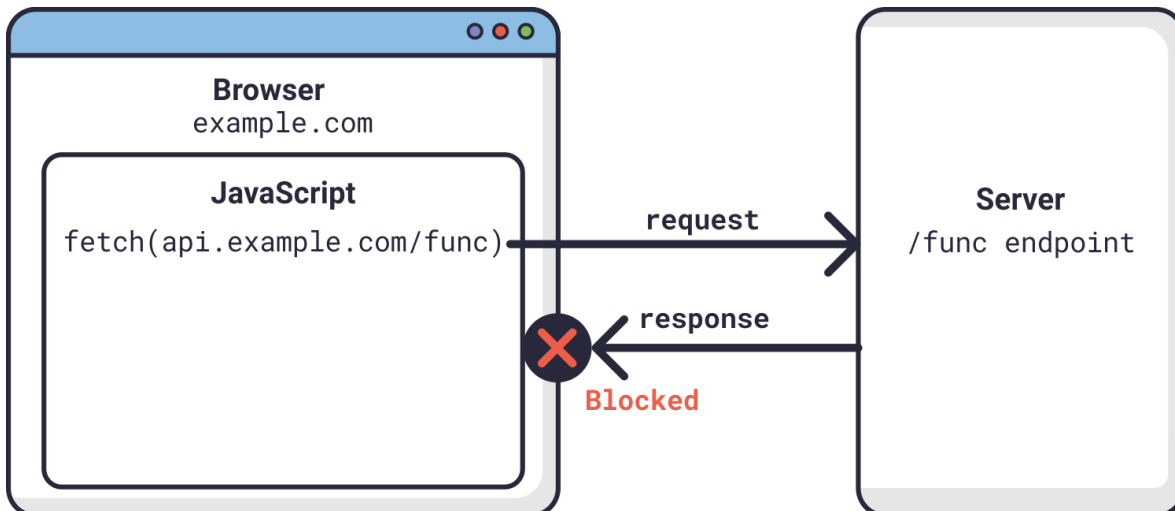 Browser
example.com
JavaScript
fetch(api.example.com/func)
request
Server
/func endpoint
response
Blocked